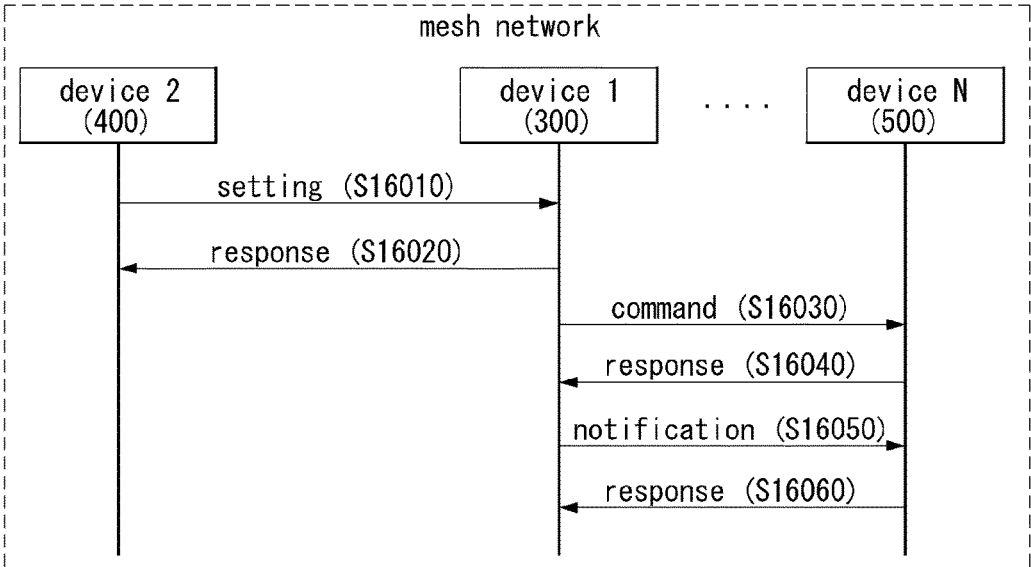 mesh network
device 2
(400)
device 1
(300)
. . . .
device N
(500)
setting (S16010)
response (S16020)
command (S16030)
response (S16040)
notification (S16050)
response (S16060)